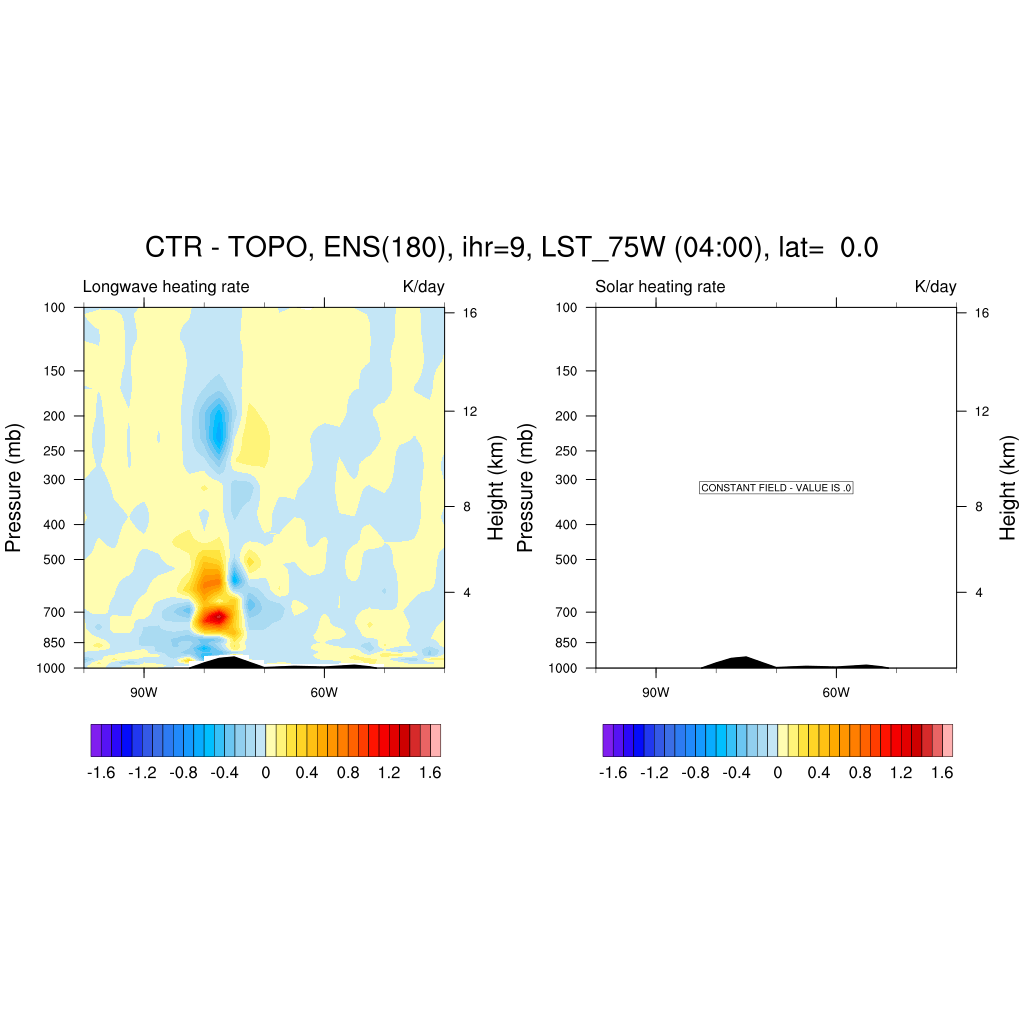 CTR - TOPO, ENS(180), ihr=9, LST_75W (04:00), lat= 0.0
Longwave heating rate K/day
100
150
200
250
300
400
500
700
850
1000
Pressure (mb)
16
12
8
4
Height (km)
90W 60W
-1.6 -1.2 -0.8 -0.4 0 0.4 0.8 1.2 1.6
Solar heating rate K/day
100
150
200
250
300
400
500
700
850
1000
Pressure (mb)
CONSTANT FIELD - VALUE IS .0
16
12
8
4
Height (km)
90W 60W
-1.6 -1.2 -0.8 -0.4 0 0.4 0.8 1.2 1.6